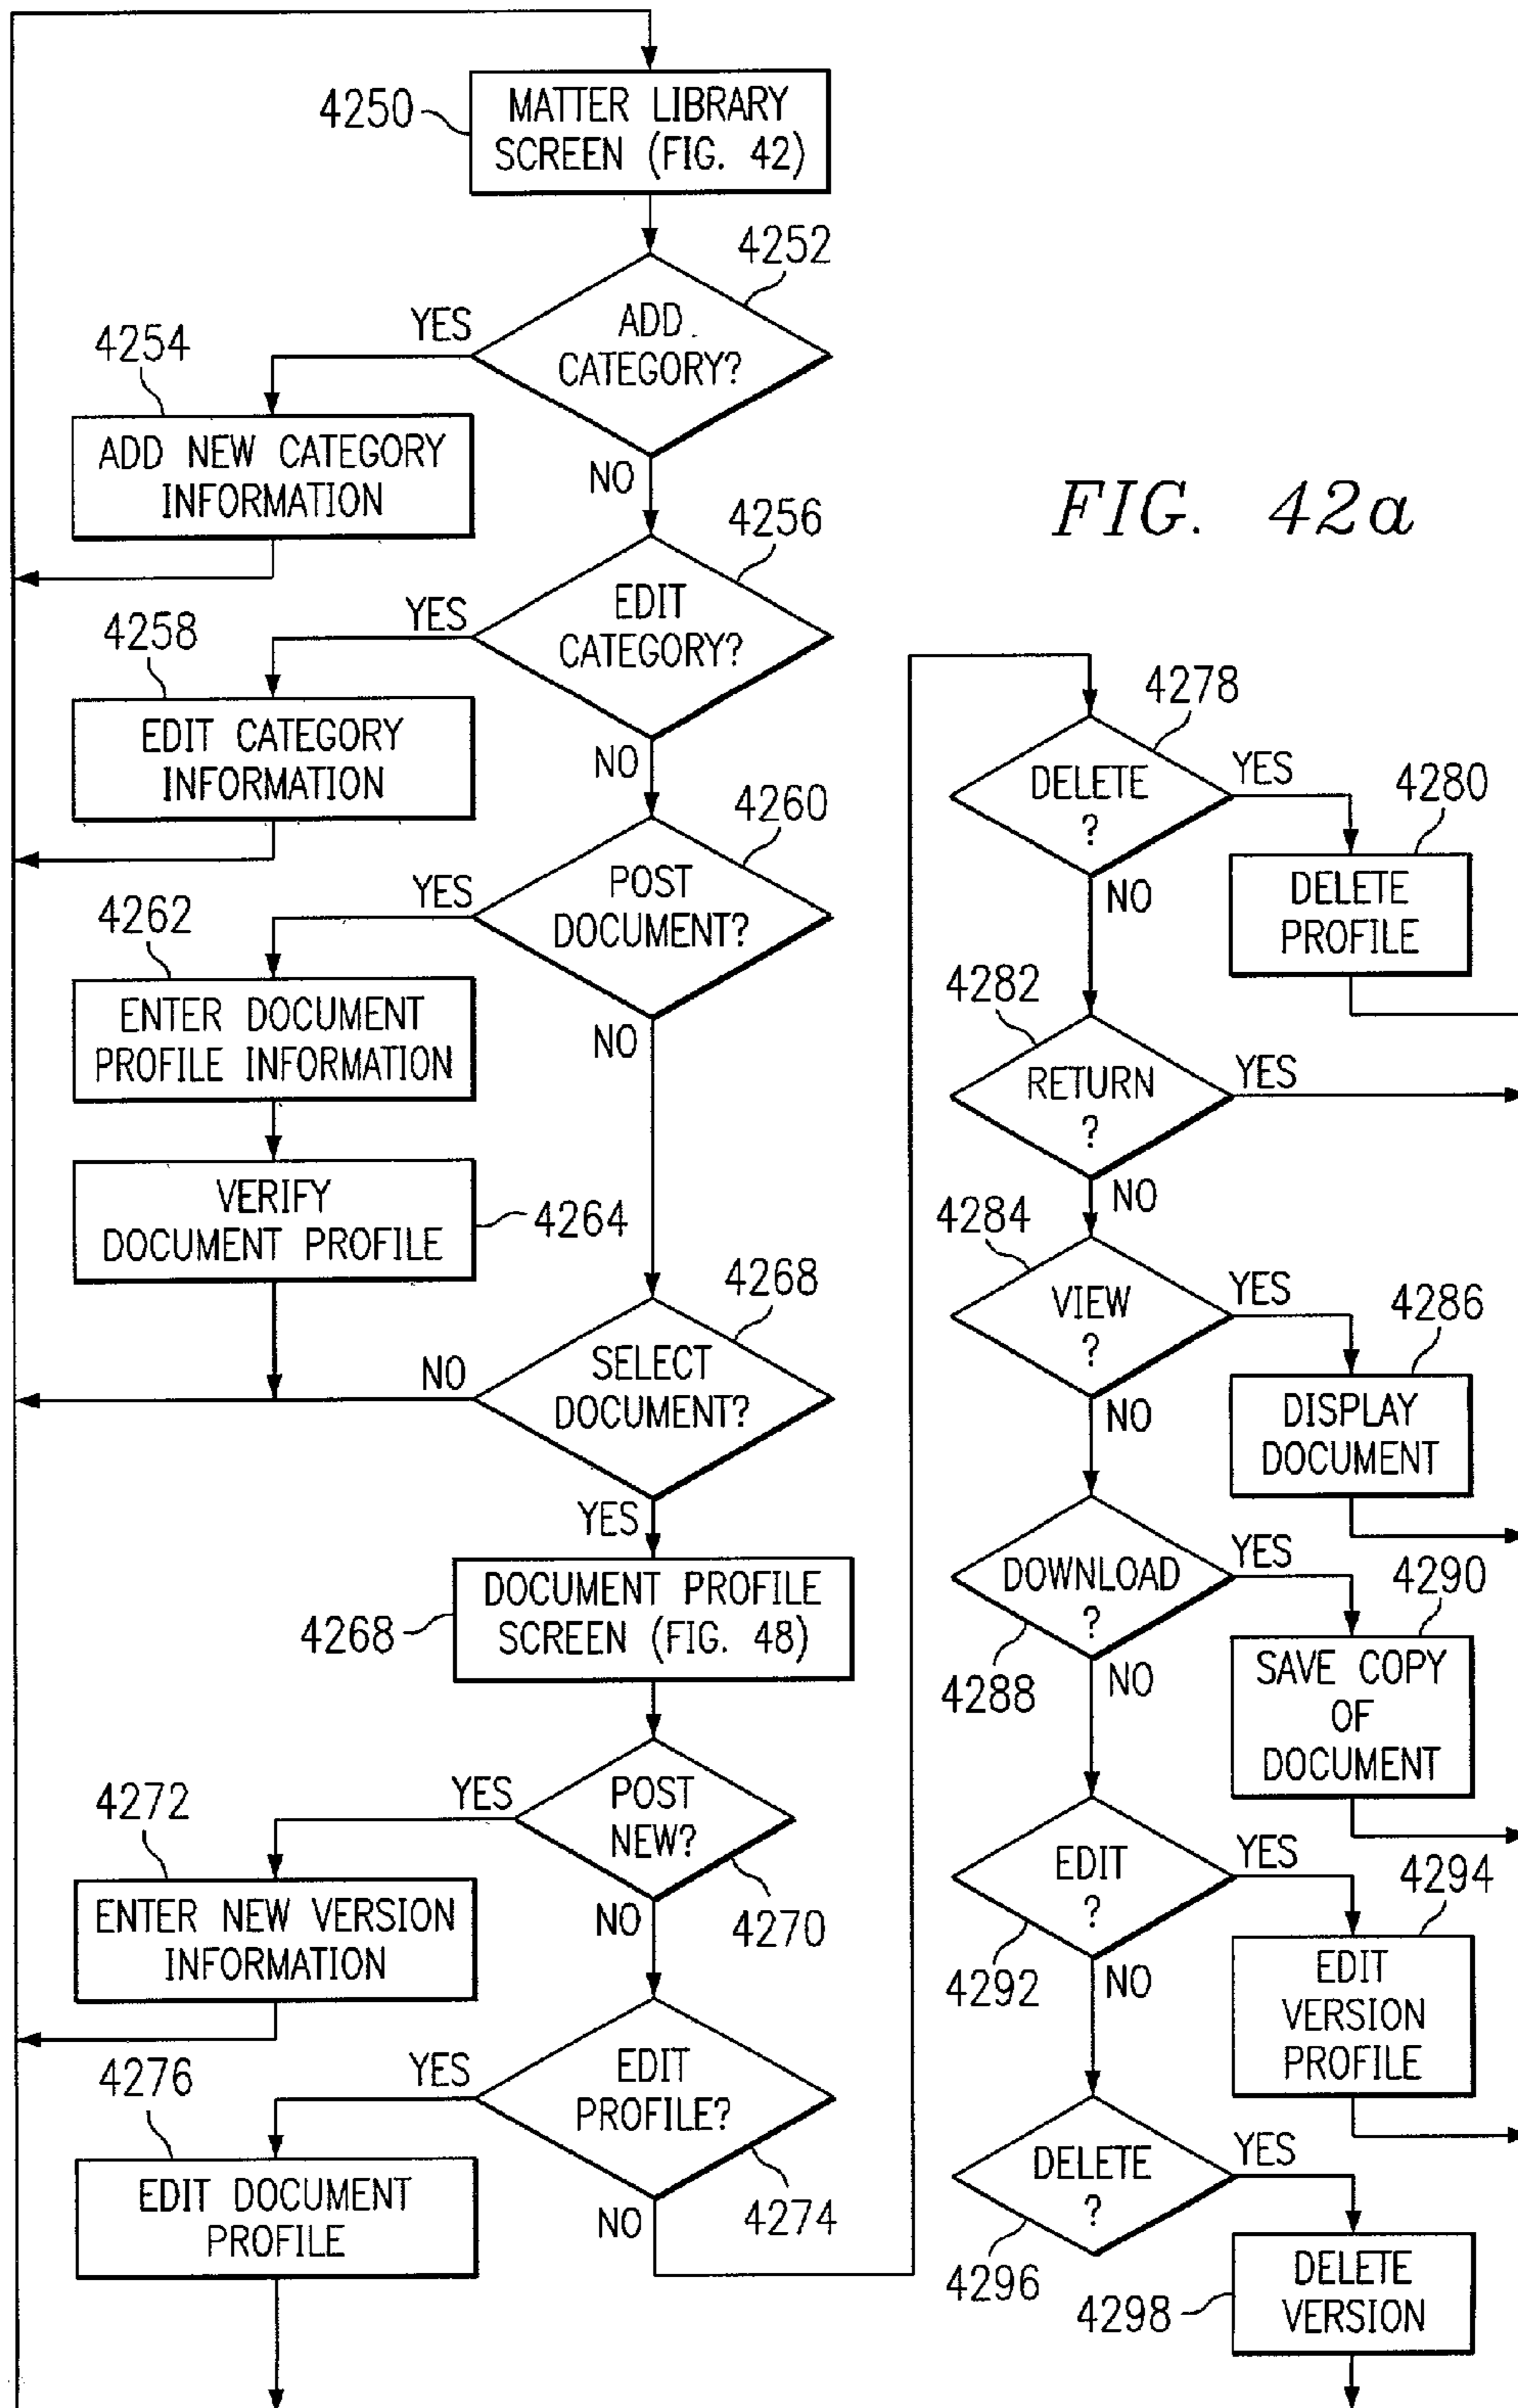 4250
MATTER LIBRARY
SCREEN (FIG. 42)
4252
ADD
CATEGORY?
YES
4254
ADD NEW CATEGORY
INFORMATION
NO
FIG. 42a
4256
EDIT
CATEGORY?
YES
4258
EDIT CATEGORY
INFORMATION
NO
4260
POST
DOCUMENT?
YES
4262
ENTER DOCUMENT
PROFILE INFORMATION
NO
VERIFY
DOCUMENT PROFILE
4264
4268
SELECT
DOCUMENT?
NO
YES
4268
DOCUMENT PROFILE
SCREEN (FIG. 48)
POST
NEW?
4270
YES
4272
ENTER NEW VERSION
INFORMATION
NO
EDIT
PROFILE?
4274
YES
4276
EDIT DOCUMENT
PROFILE
NO
4278
DELETE
?
YES
4280
DELETE
PROFILE
NO
4282
RETURN
?
YES
NO
4284
VIEW
?
YES
4286
DISPLAY
DOCUMENT
NO
DOWNLOAD
?
4288
YES
4290
SAVE COPY
OF
DOCUMENT
NO
EDIT
?
4292
YES
4294
EDIT
VERSION
PROFILE
NO
DELETE
?
4296
YES
4298
DELETE
VERSION